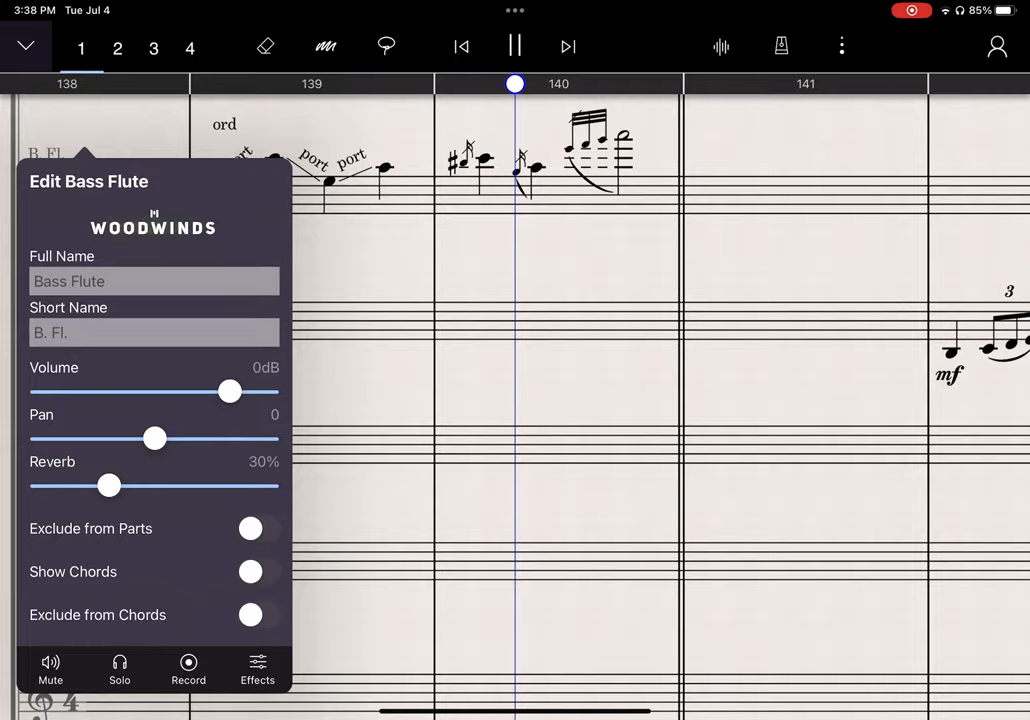 3:38 PM Tue Jul 4
85%
1 2 3 4
138 139 140 141
ord
B. Fl.
port port
Edit Bass Flute
WOODWINDS
Full Name
Bass Flute
Short Name
B. Fl.
Volume 0dB
Pan 0
Reverb 30%
Exclude from Parts
Show Chords
Exclude from Chords
Mute Solo Record Effects
3
mf
4